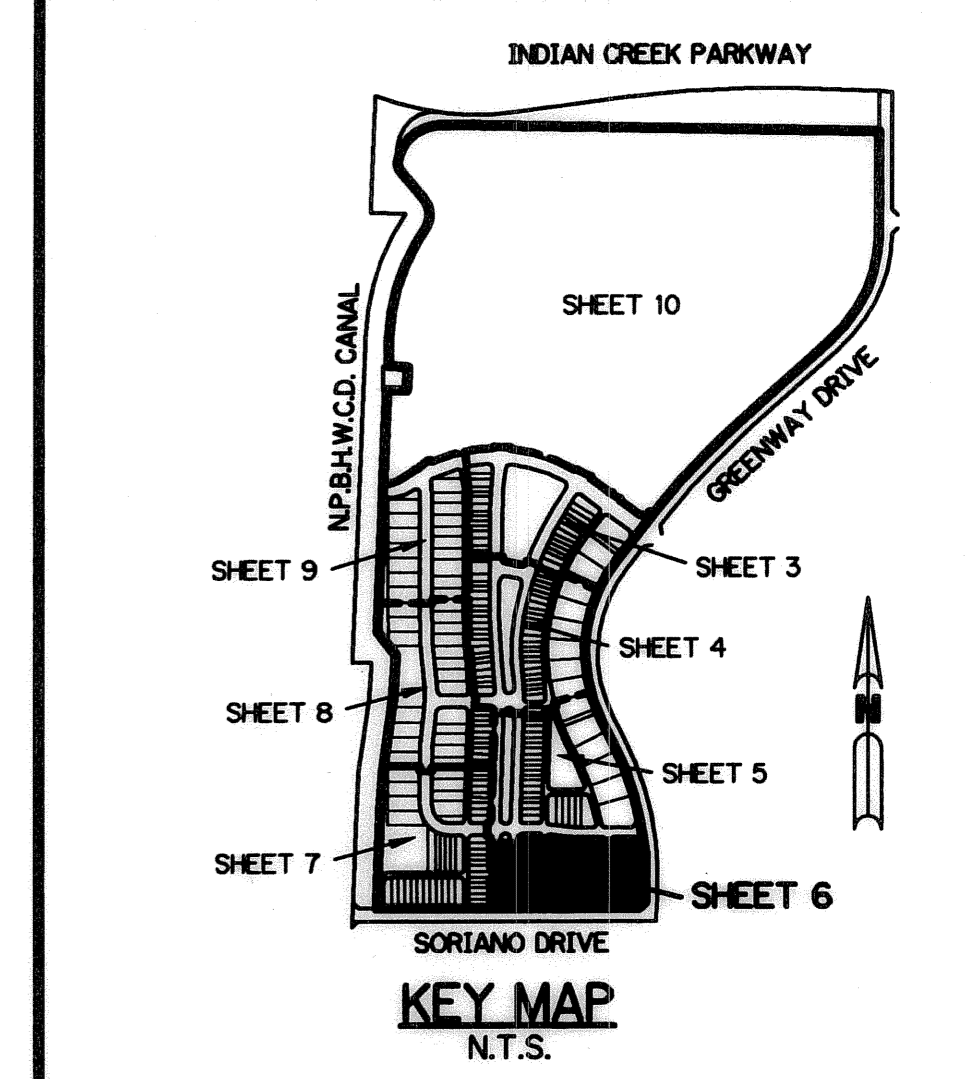 INDIAN CREEK PARKWAY
SHEET 10
N.P.B.H.W.C.D. CANAL
GREENWAY DRIVE
SHEET 9
SHEET 3
SHEET 4
N
SHEET 8
SHEET 5
SHEET 7
SHEET 6
SORIANO DRIVE
KEY MAP
N.T.S.